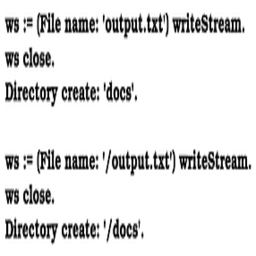 ws := (File name: 'output.txt') writeStream.
ws close.
Directory create: 'docs'.
ws := (File name: '/output.txt') writeStream.
ws close.
Directory create: '/docs'.